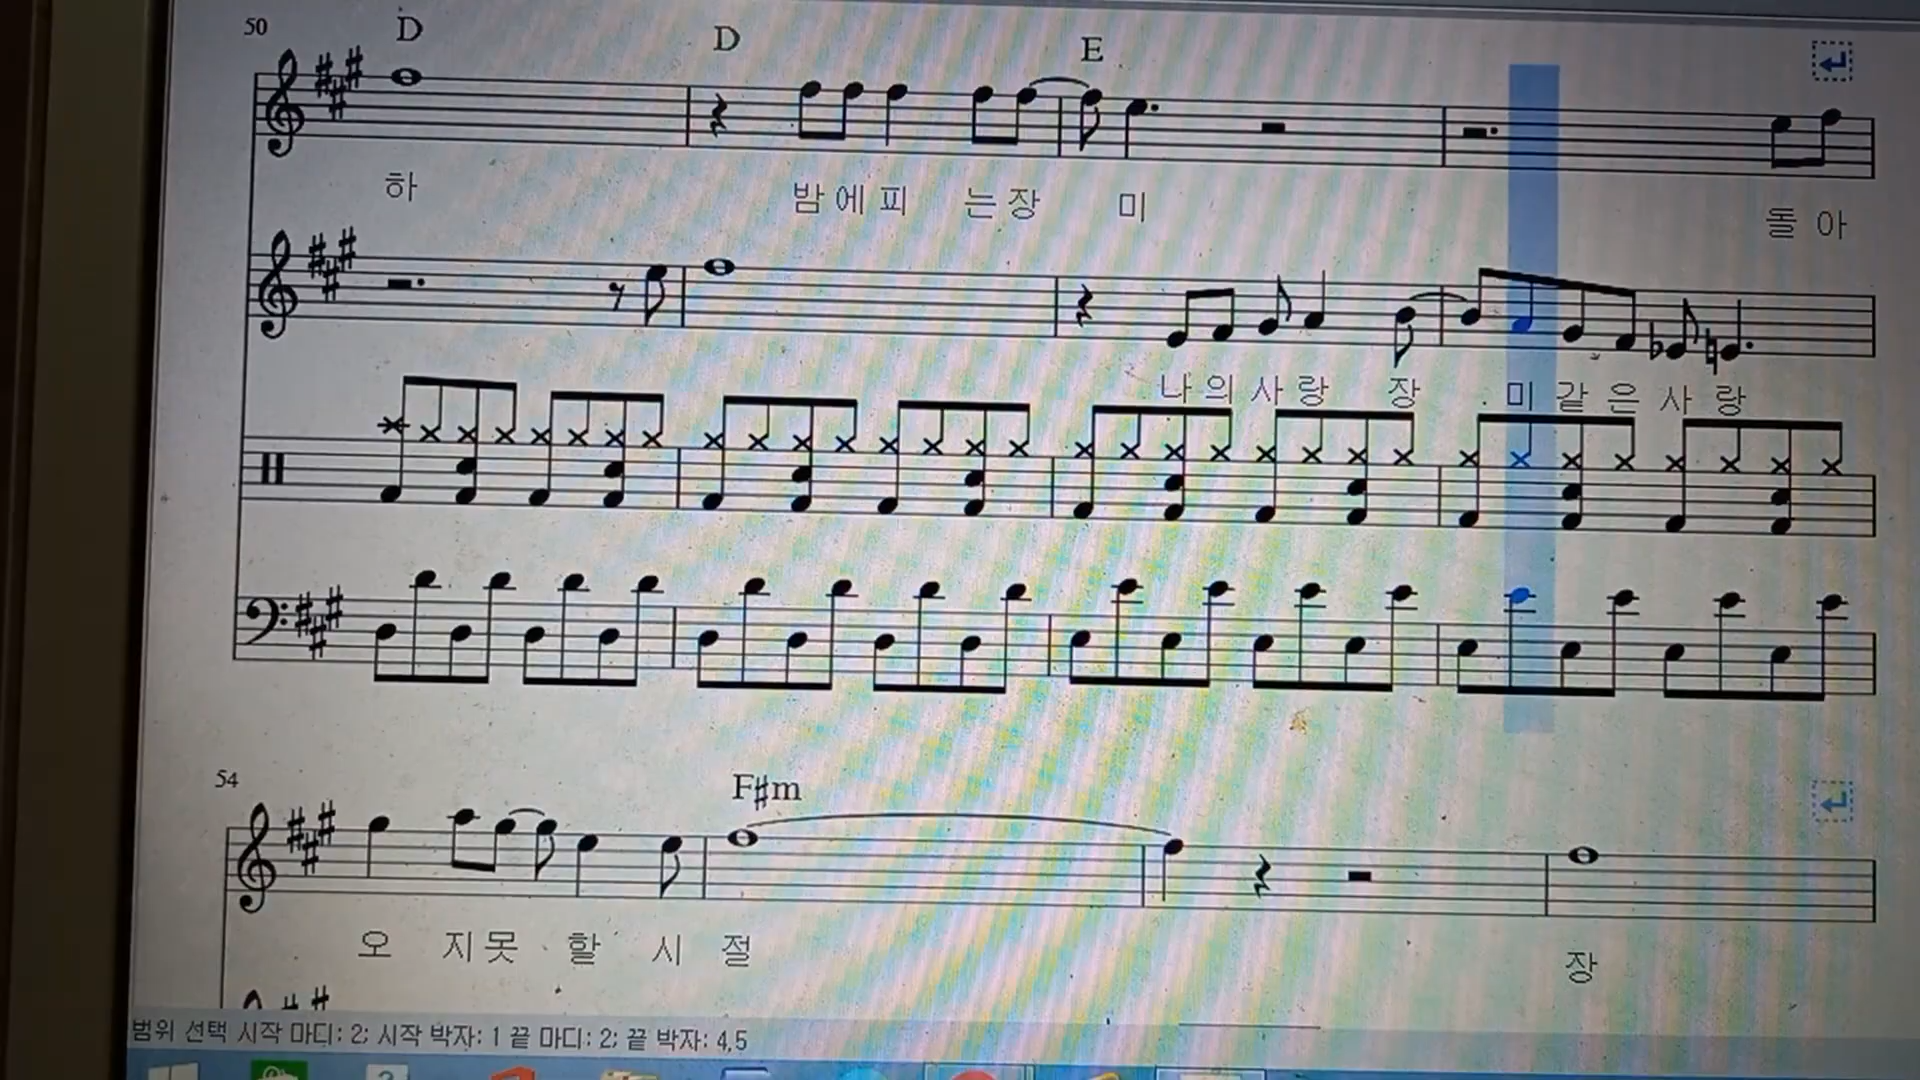 50 D D E
하 밤에피 는장 미 돌아
나의사랑 장 미같은사랑
54 F#m
오 지못 할 시 절 장
범위 선택 시작 마디: 2; 시작 박자: 1 끝 마디: 2; 끝 박자: 4,5